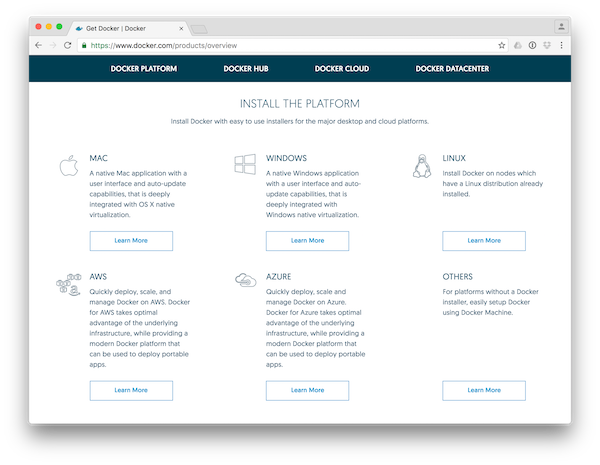 Get Docker | Docker
https://www.docker.com/products/overview
DOCKER PLATFORM DOCKER HUB DOCKER CLOUD DOCKER DATACENTER
INSTALL THE PLATFORM
Install Docker with easy to use installers for the major desktop and cloud platforms.
MAC
A native Mac application with a
user interface and auto-update
capabilities, that is deeply
integrated with OS X native
virtualization.
Learn More
WINDOWS
A native Windows application
with a user interface and auto-
update capabilities, that is
deeply integrated with
Windows native virtualization.
Learn More
LINUX
Install Docker on nodes which
have a Linux distribution already
installed.
Learn More
AWS
Quickly deploy, scale, and
manage Docker on AWS. Docker
for AWS takes optimal
advantage of the underlying
infrastructure, while providing a
modern Docker platform that
can be used to deploy portable
apps.
Learn More
AZURE
Quickly deploy, scale and
manage Docker on Azure.
Docker for Azure takes optimal
advantage of the underlying
infrastructure, while providing a
modern Docker platform that
can be used to deploy portable
apps.
Learn More
OTHERS
For platforms without a Docker
installer, easily setup Docker
using Docker Machine.
Learn More